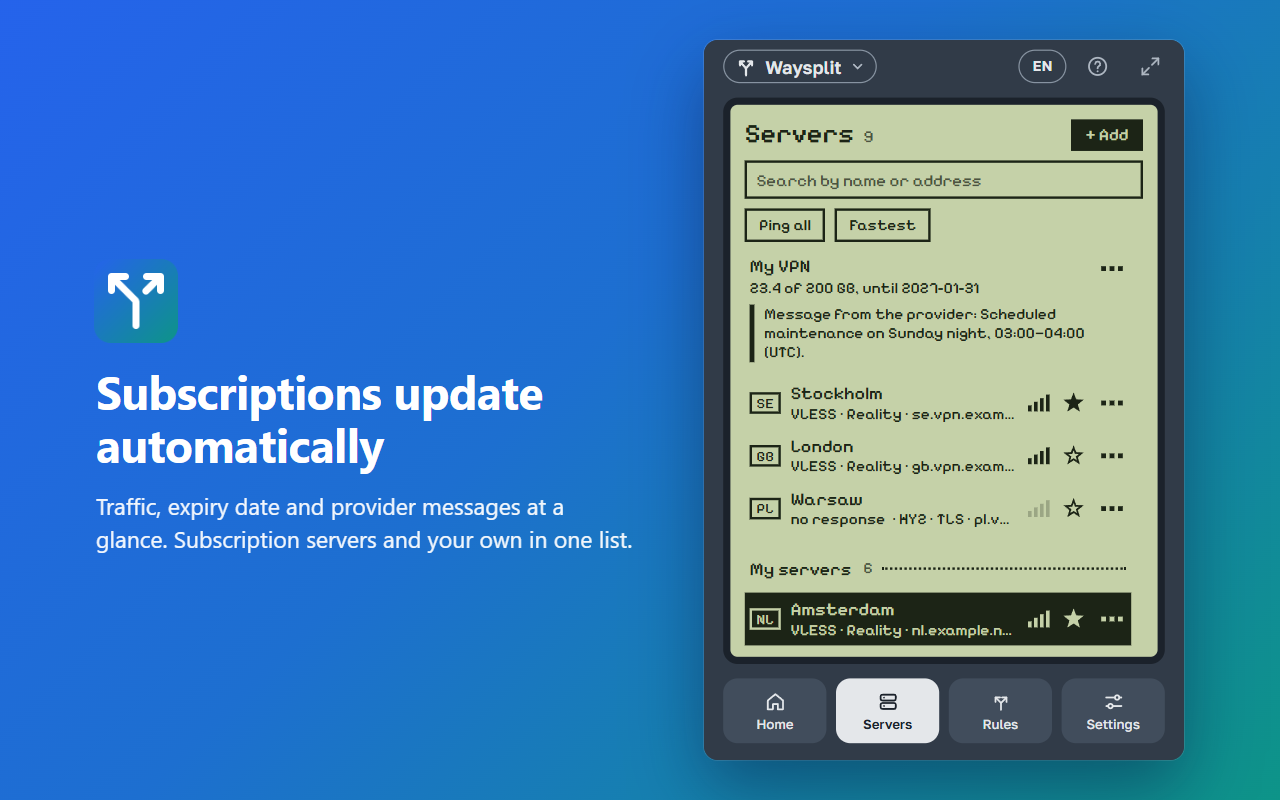 Subscriptions update
automatically
Traffic, expiry date and provider messages at a
glance. Subscription servers and your own in one list.
Waysplit
EN
Servers 9
+ Add
Search by name or address
Ping all
Fastest
My VPN
23.4 of 200 GB, until 2027-01-31
Message from the provider: Scheduled
maintenance on Sunday night, 03:00–04:00
(UTC).
SE
Stockholm
VLESS · Reality · se.vpn.exam...
GB
London
VLESS · Reality · gb.vpn.exam...
PL
Warsaw
no response · HY2 · TLS · pl.v...
My servers 6
NL
Amsterdam
VLESS · Reality · nl.example.n...
Home
Servers
Rules
Settings